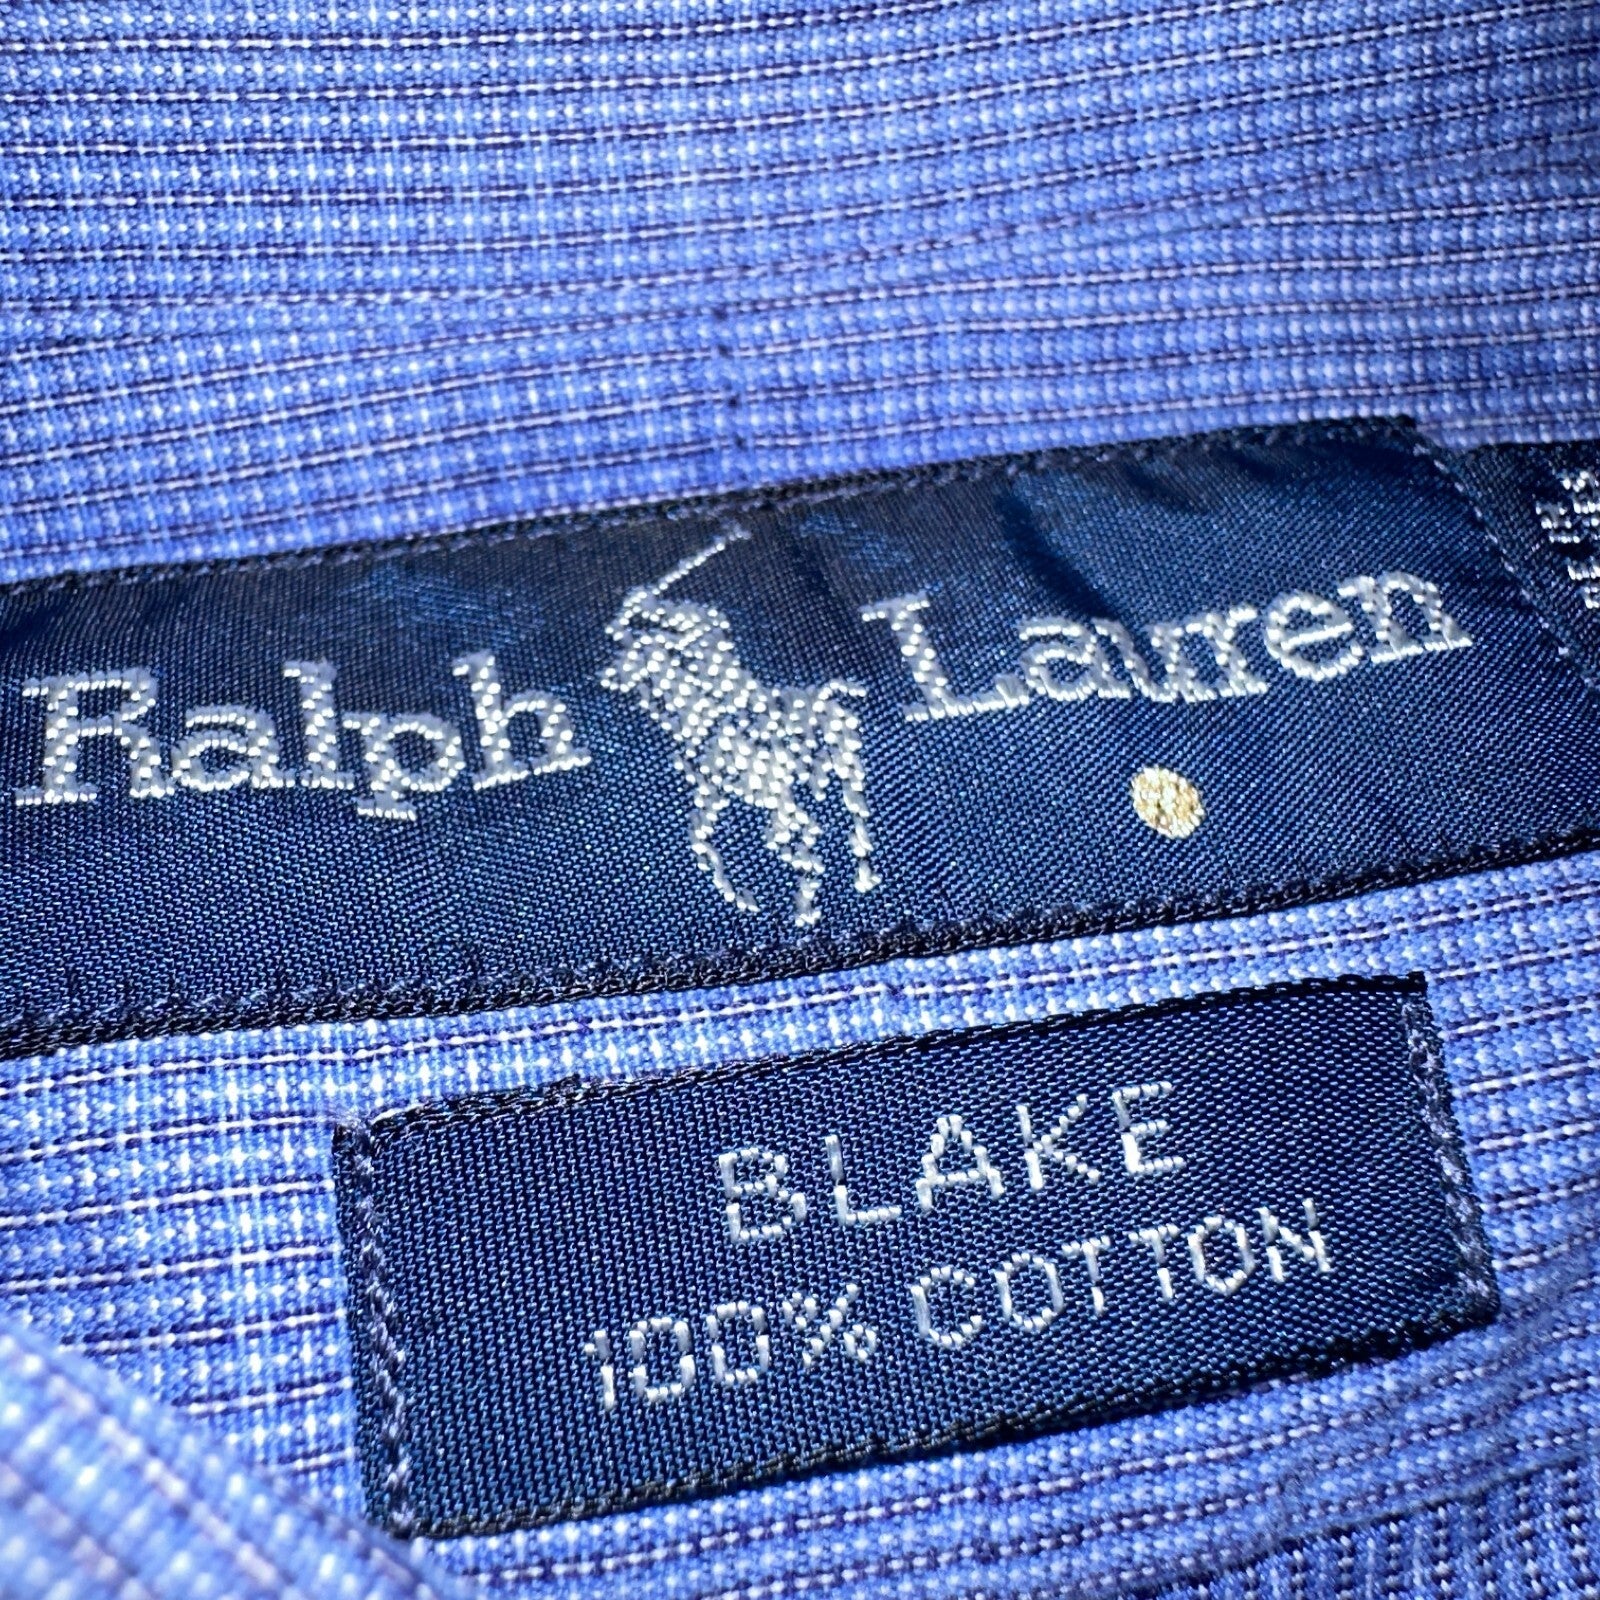 Ralph Lauren
BLAKE
100% COTTON